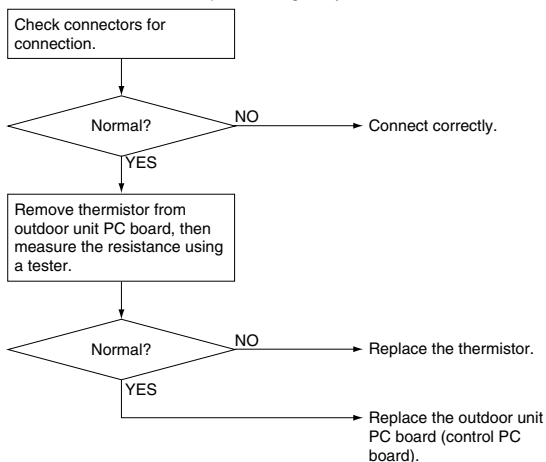 Check connectors for
connection.
Normal?
NO
Connect correctly.
YES
Remove thermistor from
outdoor unit PC board, then
measure the resistance using
a tester.
Normal?
NO
Replace the thermistor.
YES
Replace the outdoor unit
PC board (control PC
board).